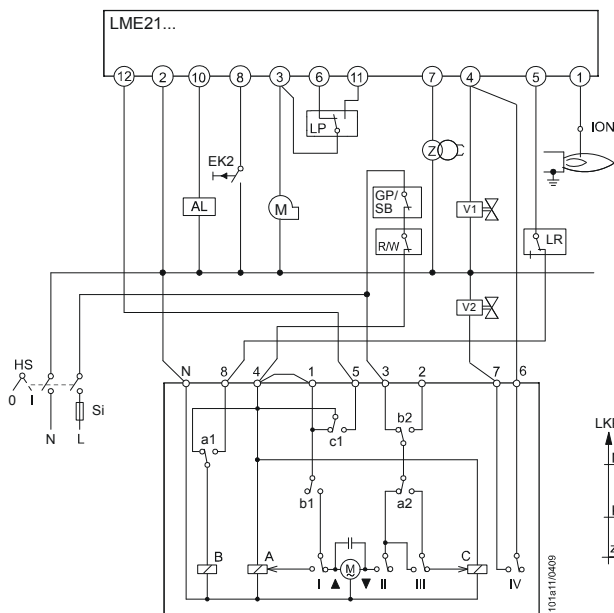 LME21...
12 2 10 8 3 6 11 7 4 5 1
LP
ION
EK2
Z
GP/
SB
AL
M
V1
R/W
LR
V2
HS
0 I
Si
N L
N 8 4 1 5 3 2 7 6
c1
b2
a1
b1
a2
B A C
I M ~ II III IV
101a11/0409
LK